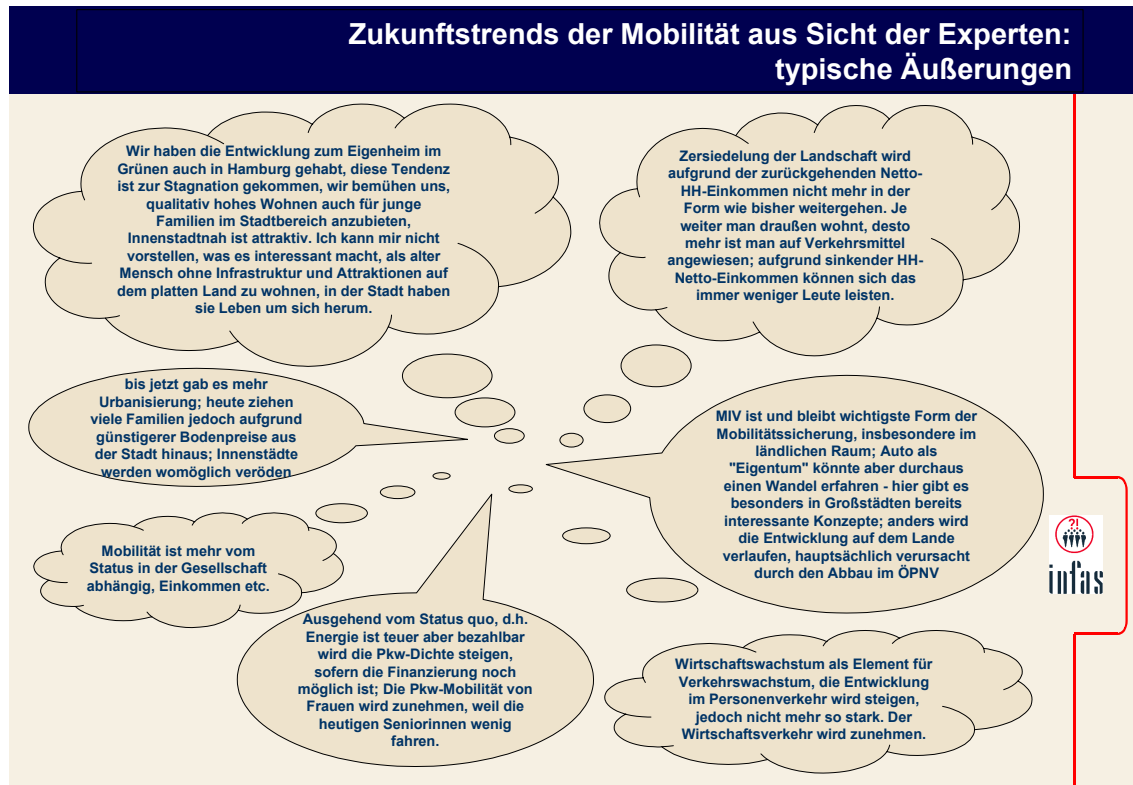 Zukunftstrends der Mobilität aus Sicht der Experten:
typische Äußerungen
Wir haben die Entwicklung zum Eigenheim im
Grünen auch in Hamburg gehabt, diese Tendenz
ist zur Stagnation gekommen, wir bemühen uns,
qualitativ hohes Wohnen auch für junge
Familien im Stadtbereich anzubieten,
Innenstadtnah ist attraktiv. Ich kann mir nicht
vorstellen, was es interessant macht, als alter
Mensch ohne Infrastruktur und Attraktionen auf
dem platten Land zu wohnen, in der Stadt haben
sie Leben um sich herum.
Zersiedelung der Landschaft wird
aufgrund der zurückgehenden Netto-
HH-Einkommen nicht mehr in der
Form wie bisher weitergehen. Je
weiter man draußen wohnt, desto
mehr ist man auf Verkehrsmittel
angewiesen; aufgrund sinkender HH-
Netto-Einkommen können sich das
immer weniger Leute leisten.
bis jetzt gab es mehr
Urbanisierung; heute ziehen
viele Familien jedoch aufgrund
günstigerer Bodenpreise aus
der Stadt hinaus; Innenstädte
werden womöglich veröden
MIV ist und bleibt wichtigste Form der
Mobilitätssicherung, insbesondere im
ländlichen Raum; Auto als
"Eigentum" könnte aber durchaus
einen Wandel erfahren - hier gibt es
besonders in Großstädten bereits
interessante Konzepte; anders wird
die Entwicklung auf dem Lande
verlaufen, hauptsächlich verursacht
durch den Abbau im ÖPNV
?!
infas
Mobilität ist mehr vom
Status in der Gesellschaft
abhängig, Einkommen etc.
Ausgehend vom Status quo, d.h.
Energie ist teuer aber bezahlbar
wird die Pkw-Dichte steigen,
sofern die Finanzierung noch
möglich ist; Die Pkw-Mobilität von
Frauen wird zunehmen, weil die
heutigen Seniorinnen wenig
fahren.
Wirtschaftswachstum als Element für
Verkehrswachstum, die Entwicklung
im Personenverkehr wird steigen,
jedoch nicht mehr so stark. Der
Wirtschaftsverkehr wird zunehmen.